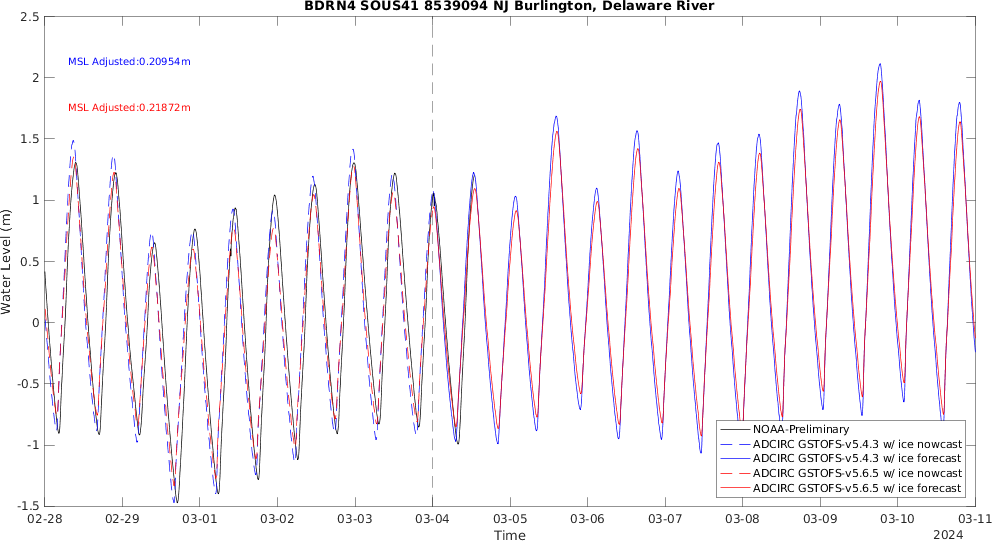 BDRN4 SOUS41 8539094 NJ Burlington, Delaware River
2.5
2
1.5
1
0.5
0
-0.5
-1
-1.5
Water Level (m)
MSL Adjusted:0.20954m
MSL Adjusted:0.21872m
NOAA-Preliminary
ADCIRC GSTOFS-v5.4.3 w/ ice nowcast
ADCIRC GSTOFS-v5.4.3 w/ ice forecast
ADCIRC GSTOFS-v5.6.5 w/ ice nowcast
ADCIRC GSTOFS-v5.6.5 w/ ice forecast
02-28 02-29 03-01 03-02 03-03 03-04 03-05 03-06 03-07 03-08 03-09 03-10 03-11
Time
2024